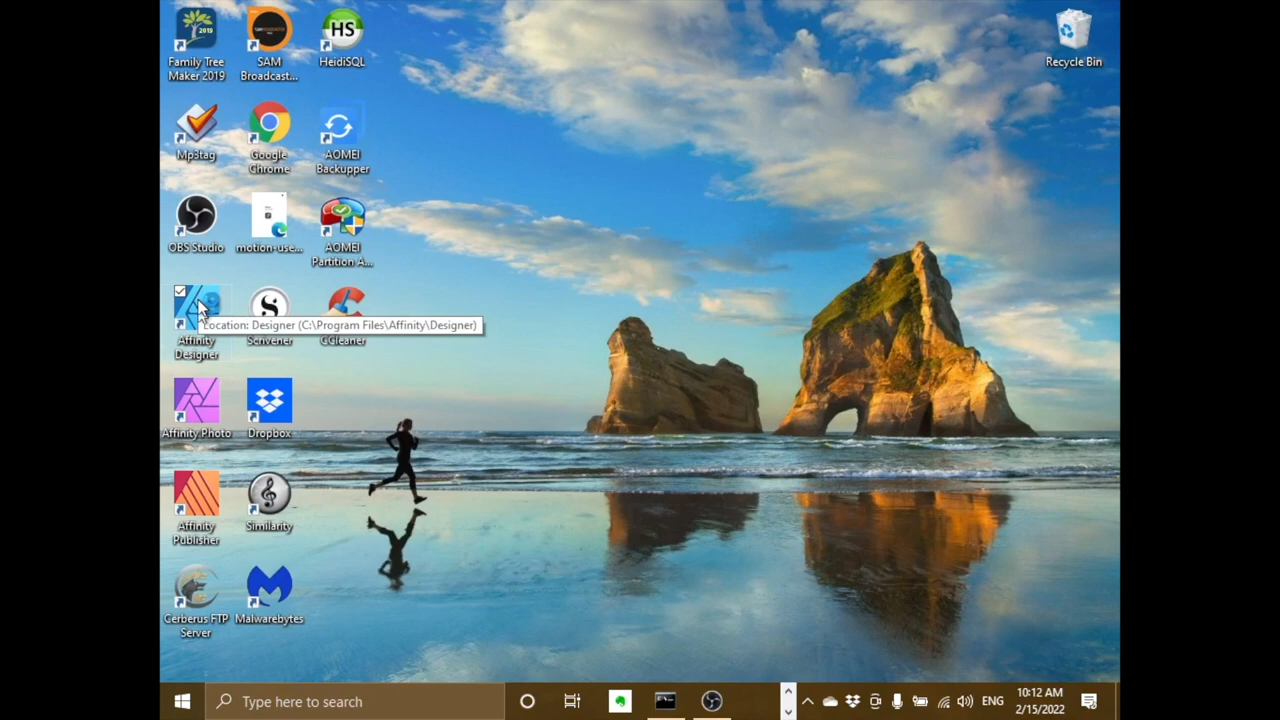 Family Tree
Maker 2019
2019
SAM
Broadcast...
HS
HeidiSQL
Recycle Bin
Mp3tag
Google
Chrome
AOMEI
Backupper
OBS Studio
motion-use...
AOMEI
Partition A...
Affinity
Designer
Location: Designer (C:\Program Files\Affinity\Designer)
Scrivener
CCleaner
Affinity Photo
Dropbox
Affinity
Publisher
Similarity
Cerberus FTP
Server
Malwarebytes
Type here to search
ENG
10:12 AM
2/15/2022